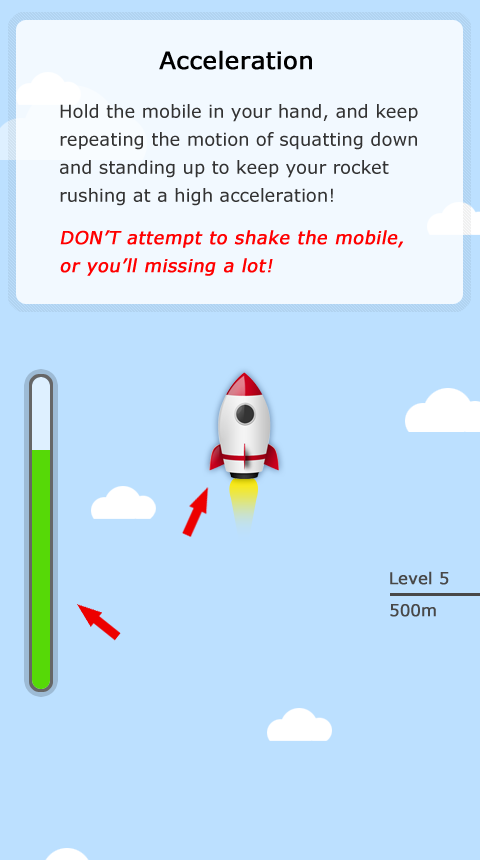 Acceleration
Hold the mobile in your hand, and keep
repeating the motion of squatting down
and standing up to keep your rocket
rushing at a high acceleration!
DON’T attempt to shake the mobile,
or you’ll missing a lot!
Level 5
500m